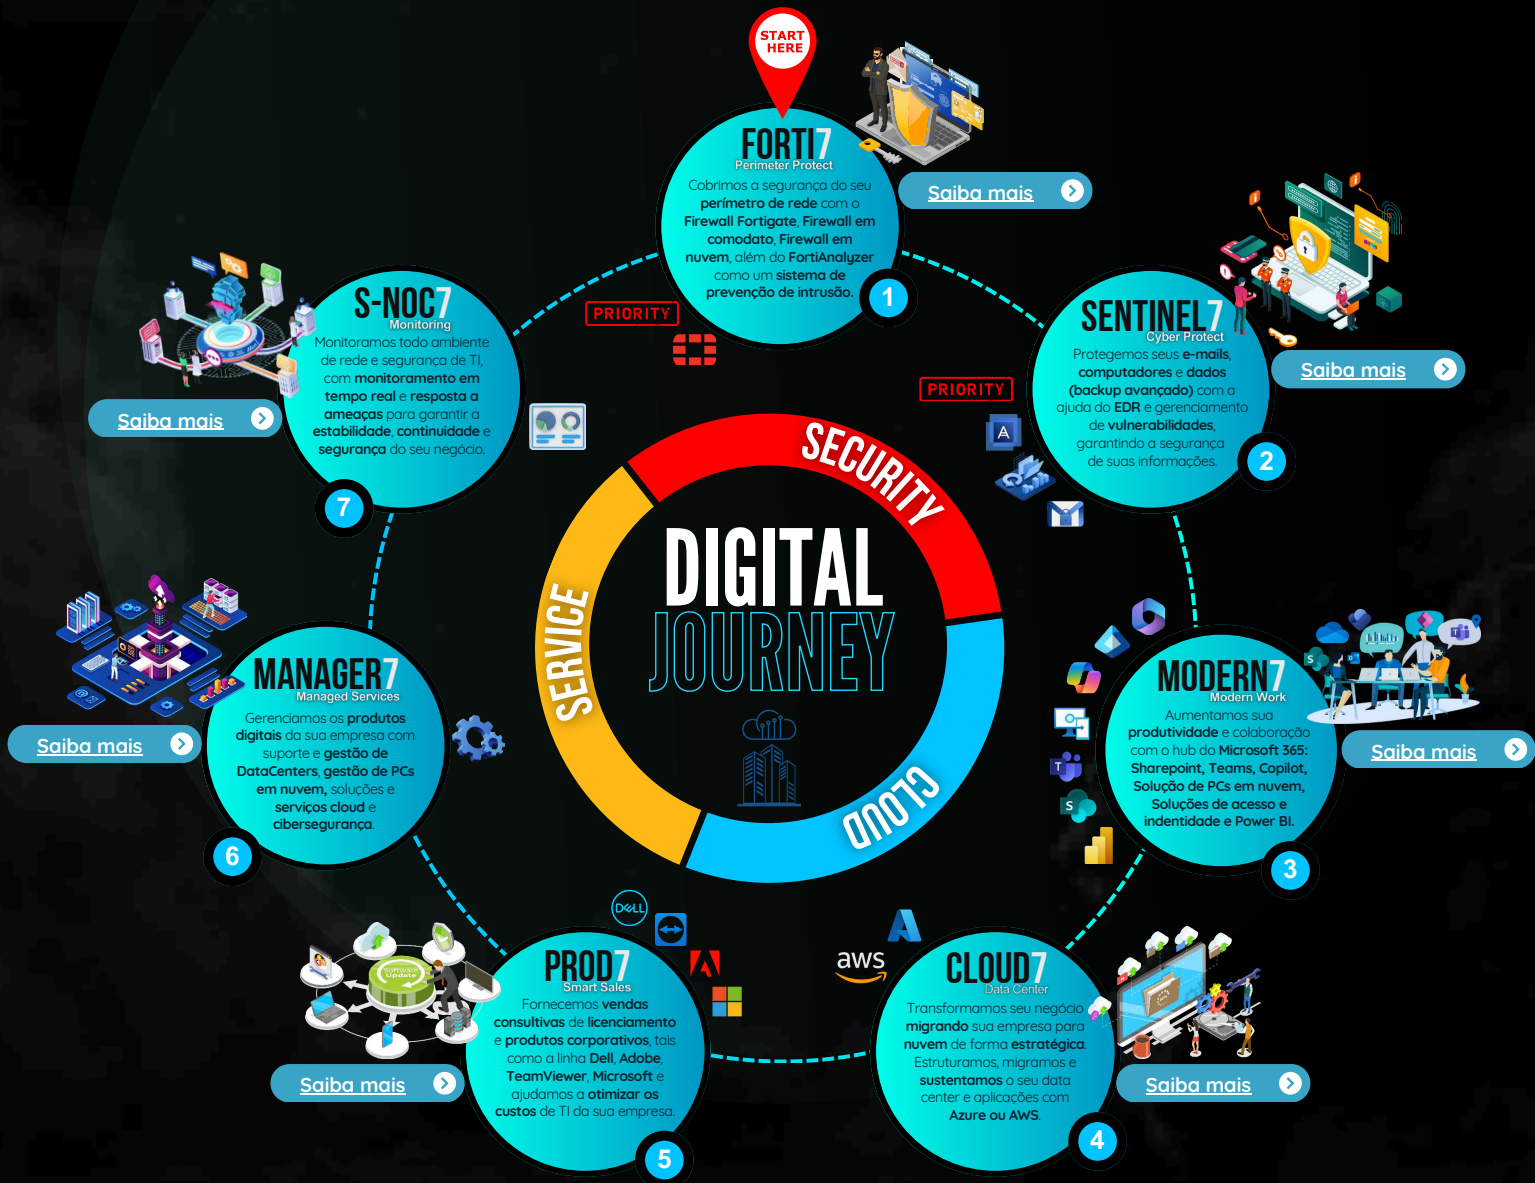 START
HERE
FORTI7
Perimeter Protect
Cobrimos a segurança do seu
perímetro de rede com o
Firewall Fortigate, Firewall em
comodato, Firewall em
nuvem, além do FortiAnalyzer
como um sistema de
prevenção de intrusão.
1
Saiba mais
PRIORITY
SENTINEL7
Cyber Protect
Protegemos seus e-mails,
computadores e dados
(backup avançado) com a
ajuda do EDR e gerenciamento
de vulnerabilidades,
garantindo a segurança
de suas informações.
2
Saiba mais
PRIORITY
A
MODERN7
Modern Work
Aumentamos sua
produtividade e colaboração
com o hub do Microsoft 365:
Sharepoint, Teams, Copilot,
Solução de PCs em nuvem,
Soluções de acesso e
indentidade e Power BI.
3
Saiba mais
T
S
S
CLOUD7
Data Center
Transformamos seu negócio
migrando sua empresa para
nuvem de forma estratégica.
Estruturamos, migramos e
sustentamos o seu data
center e aplicações com
Azure ou AWS.
4
Saiba mais
aws
PROD7
Smart Sales
Fornecemos vendas
consultivas de licenciamento
e produtos corporativos, tais
como a linha Dell, Adobe,
TeamViewer, Microsoft e
ajudamos a otimizar os
custos de TI da sua empresa.
5
Saiba mais
Software
Update
DELL
MANAGER7
Managed Services
Gerenciamos os produtos
digitais da sua empresa com
suporte e gestão de
DataCenters, gestão de PCs
em nuvem, soluções e
serviços cloud e
cibersegurança.
6
Saiba mais
S-NOC7
Monitoring
Monitoramos todo ambiente
de rede e segurança de TI,
com monitoramento em
tempo real e resposta a
ameaças para garantir a
estabilidade, continuidade e
segurança do seu negócio.
7
Saiba mais
SECURITY
CLOUD
SERVICE
DIGITAL
JOURNEY